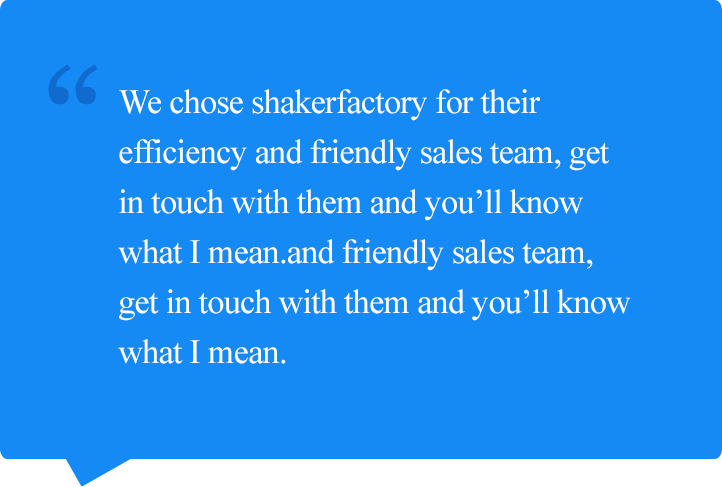 “
We chose shakerfactory for their
efficiency and friendly sales team, get
in touch with them and you’ll know
what I mean.and friendly sales team,
get in touch with them and you’ll know
what I mean.